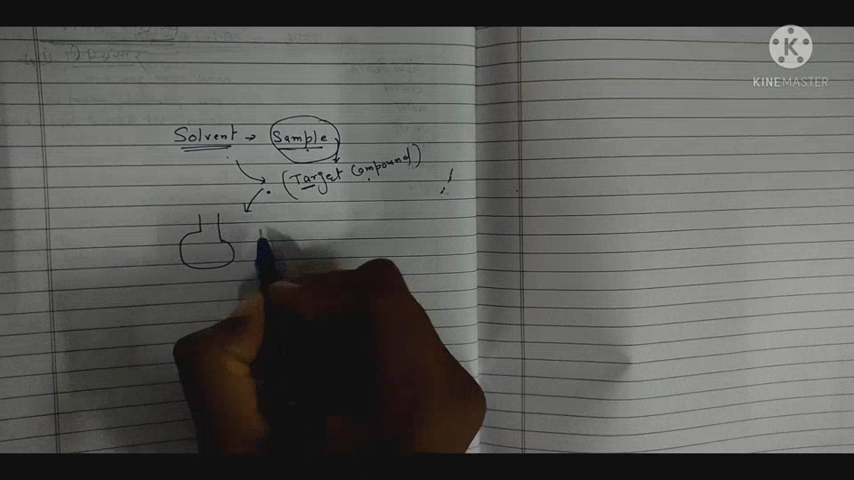 Solvent → Sample
(Target Compound)
KINEMASTER